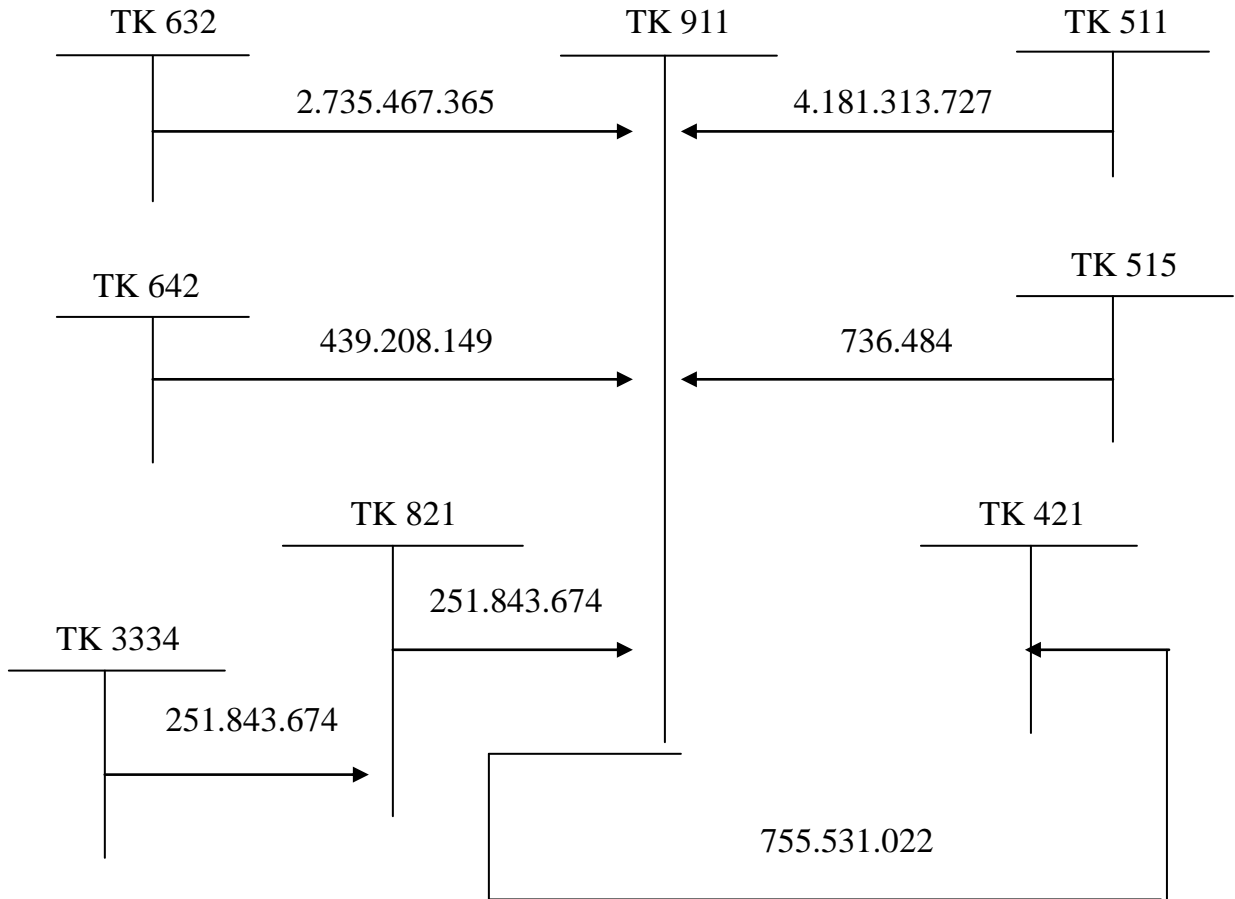 TK 632
TK 911
TK 511
2.735.467.365
4.181.313.727
TK 642
TK 515
439.208.149
736.484
TK 821
TK 421
251.843.674
TK 3334
251.843.674
755.531.022